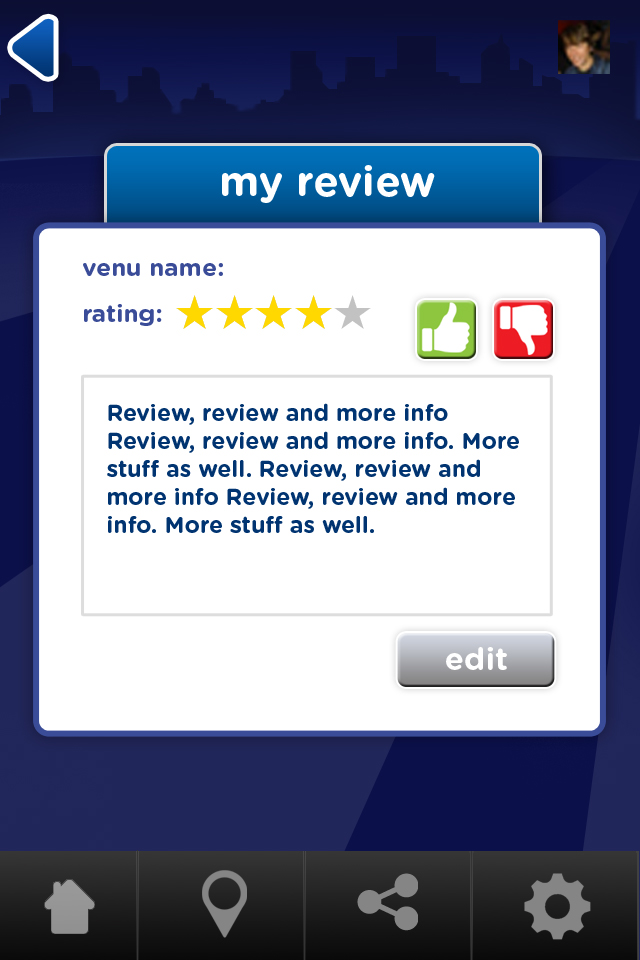 my review
venu name:
rating:
Review, review and more info
Review, review and more info. More
stuff as well. Review, review and
more info Review, review and more
info. More stuff as well.
edit